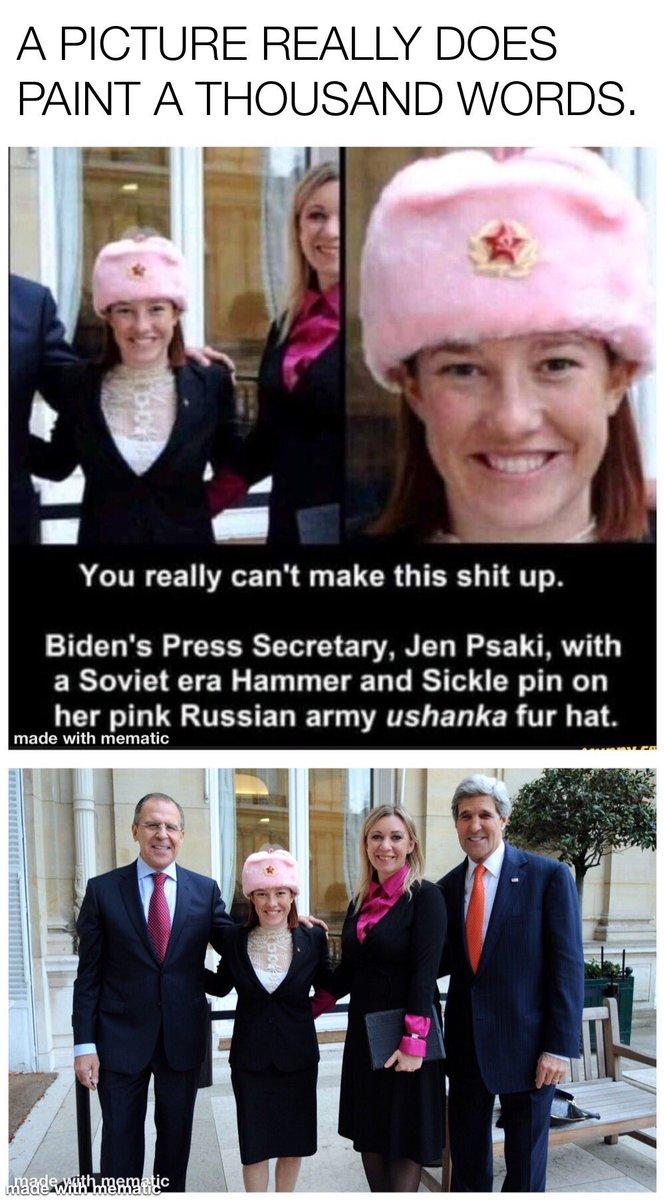 A PICTURE REALLY DOES
PAINT A THOUSAND WORDS.
You really can't make this shit up.
Biden's Press Secretary, Jen Psaki, with
a Soviet era Hammer and Sickle pin on
her pink Russian army ushanka fur hat.
made with mematic
made with mematic
made with mematic